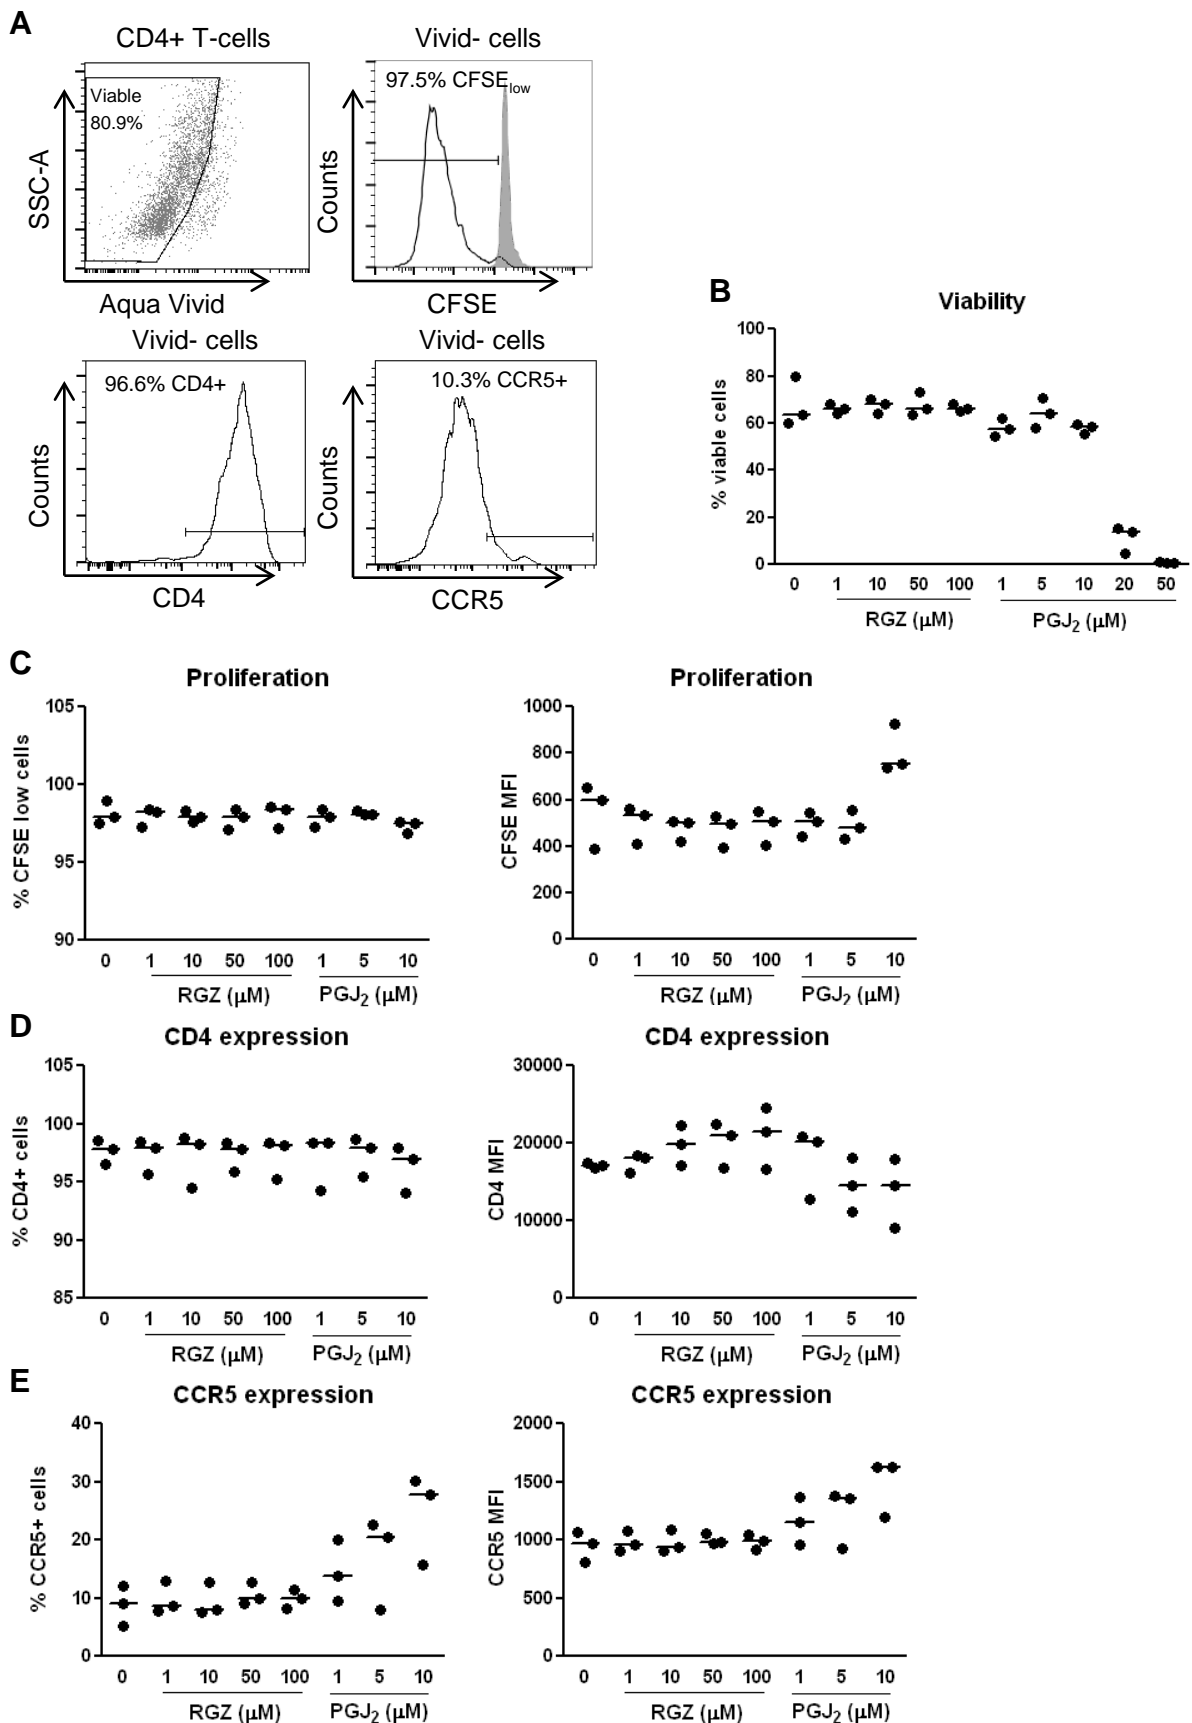 A
CD4+ T-cells
Viable
80.9%
SSC-A
Aqua Vivid
Vivid- cells
97.5% CFSElow
Counts
CFSE
Vivid- cells
96.6% CD4+
Counts
CD4
Vivid- cells
10.3% CCR5+
Counts
CCR5
B
Viability
% viable cells
100
80
60
40
20
0
0 1 10 50 100 1 5 10 20 50
RGZ (μM) PGJ2 (μM)
C
Proliferation
% CFSE low cells
105
100
95
90
0 1 10 50 100 1 5 10
RGZ (μM) PGJ2 (μM)
Proliferation
CFSE MFI
1000
800
600
400
200
0
0 1 10 50 100 1 5 10
RGZ (μM) PGJ2 (μM)
D
CD4 expression
% CD4+ cells
105
100
95
90
85
0 1 10 50 100 1 5 10
RGZ (μM) PGJ2 (μM)
CD4 expression
CD4 MFI
30000
20000
10000
0
0 1 10 50 100 1 5 10
RGZ (μM) PGJ2 (μM)
E
CCR5 expression
% CCR5+ cells
40
30
20
10
0
0 1 10 50 100 1 5 10
RGZ (μM) PGJ2 (μM)
CCR5 expression
CCR5 MFI
2000
1500
1000
500
0
0 1 10 50 100 1 5 10
RGZ (μM) PGJ2 (μM)